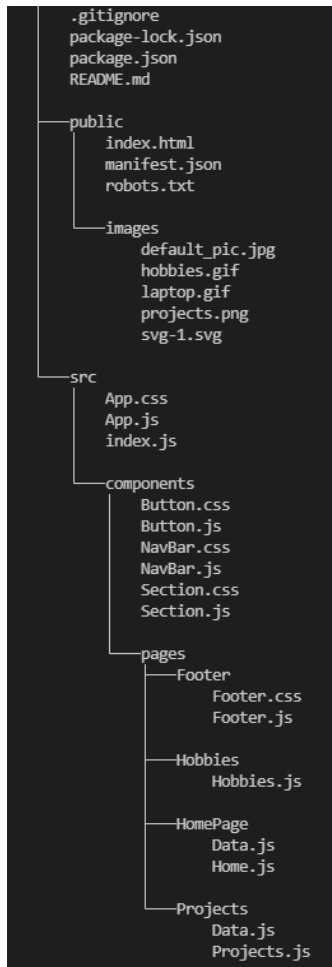 .gitignore
package-lock.json
package.json
README.md
public
index.html
manifest.json
robots.txt
images
default_pic.jpg
hobbies.gif
laptop.gif
projects.png
svg-1.svg
src
App.css
App.js
index.js
components
Button.css
Button.js
NavBar.css
NavBar.js
Section.css
Section.js
pages
Footer
Footer.css
Footer.js
Hobbies
Hobbies.js
HomePage
Data.js
Home.js
Projects
Data.js
Projects.js